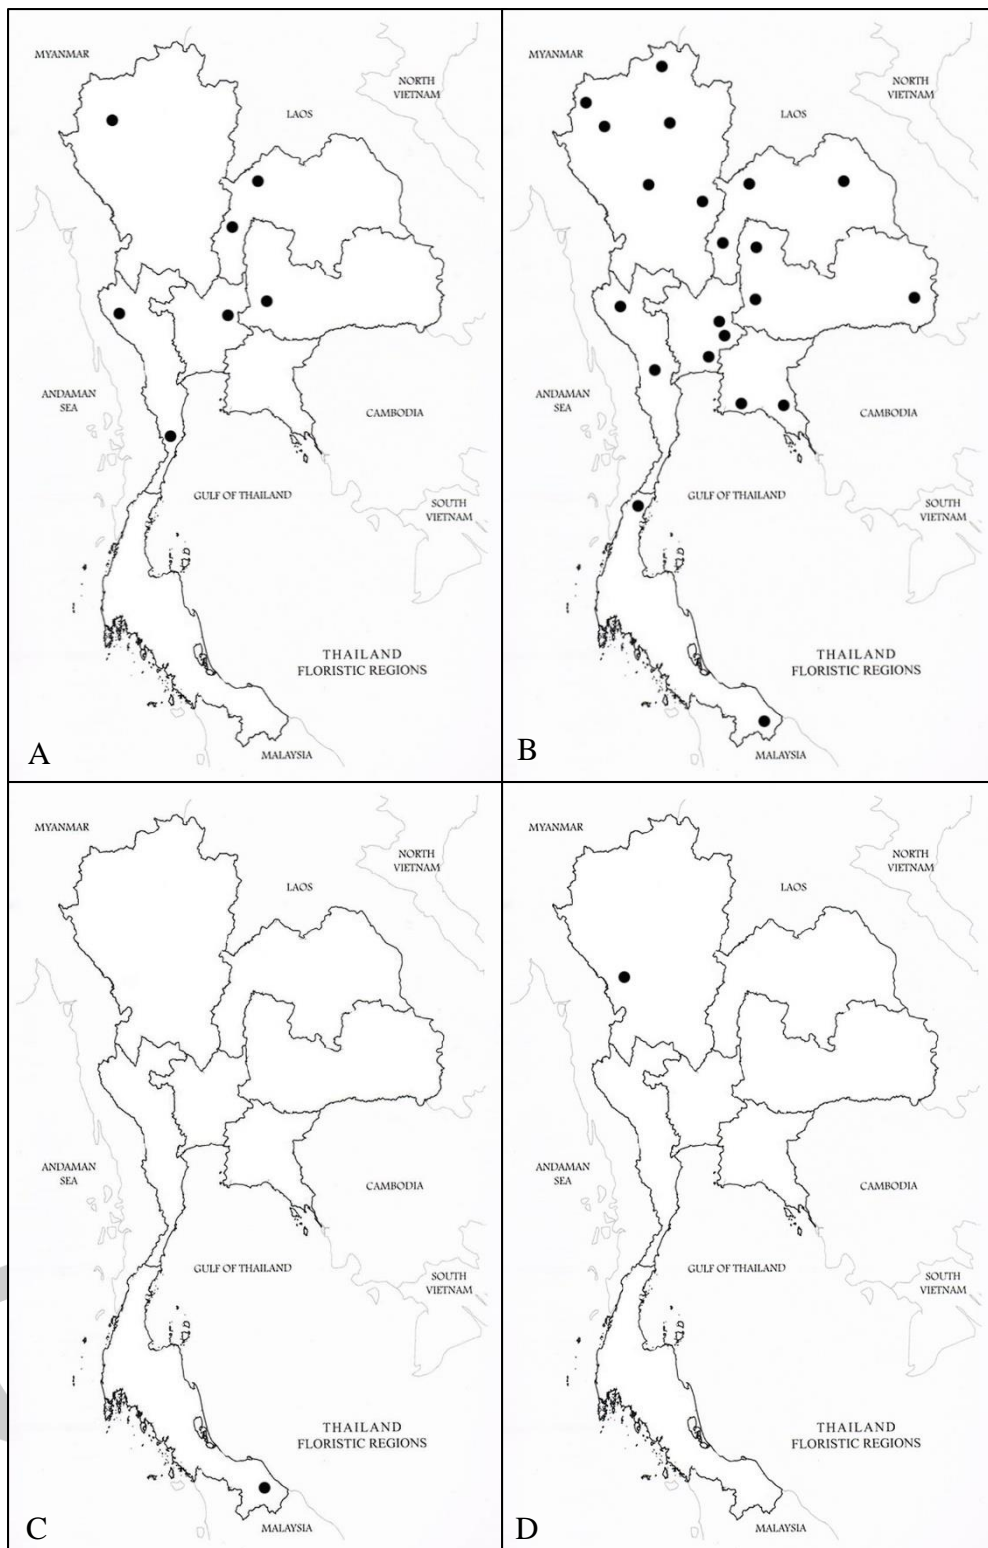 MYANMAR
NORTH
VIETNAM
LAOS
ANDAMAN
SEA
CAMBODIA
GULF OF THAILAND
SOUTH
VIETNAM
THAILAND
FLORISTIC REGIONS
MALAYSIA
A
MYANMAR
NORTH
VIETNAM
LAOS
ANDAMAN
SEA
CAMBODIA
GULF OF THAILAND
SOUTH
VIETNAM
THAILAND
FLORISTIC REGIONS
MALAYSIA
B
MYANMAR
NORTH
VIETNAM
LAOS
ANDAMAN
SEA
CAMBODIA
GULF OF THAILAND
SOUTH
VIETNAM
THAILAND
FLORISTIC REGIONS
MALAYSIA
C
MYANMAR
NORTH
VIETNAM
LAOS
ANDAMAN
SEA
CAMBODIA
GULF OF THAILAND
SOUTH
VIETNAM
THAILAND
FLORISTIC REGIONS
MALAYSIA
D